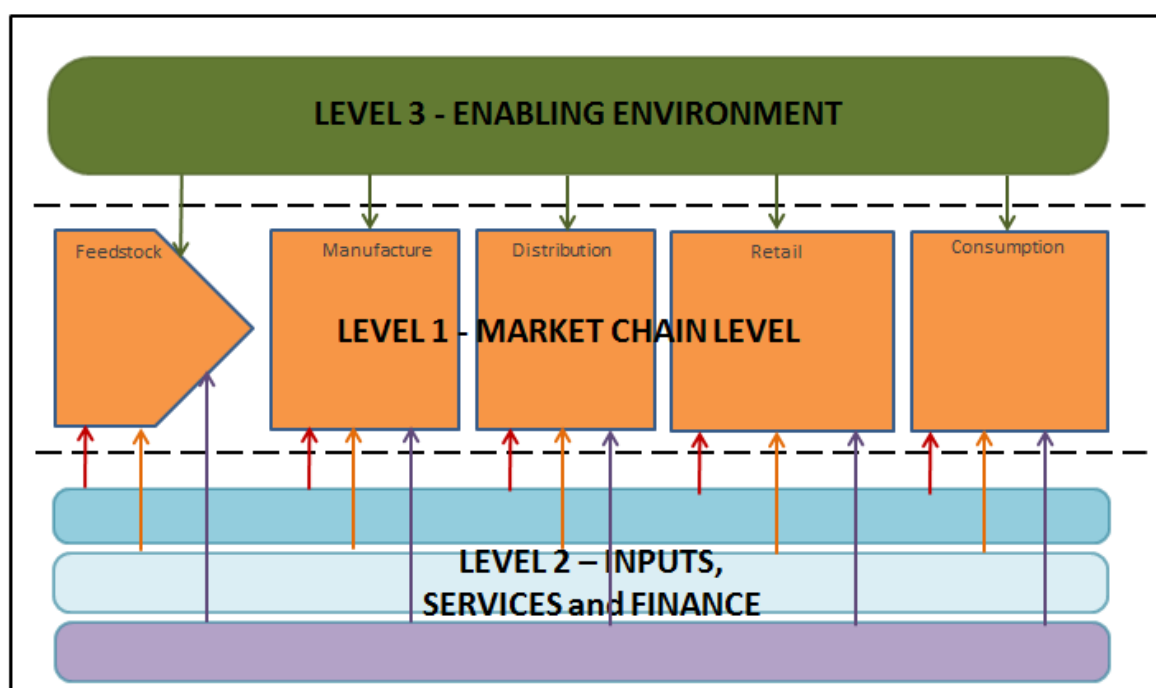 LEVEL 3 - ENABLING ENVIRONMENT
Feedstock
Manufacture
Distribution
Retail
Consumption
LEVEL 1 - MARKET CHAIN LEVEL
LEVEL 2 – INPUTS,
SERVICES and FINANCE